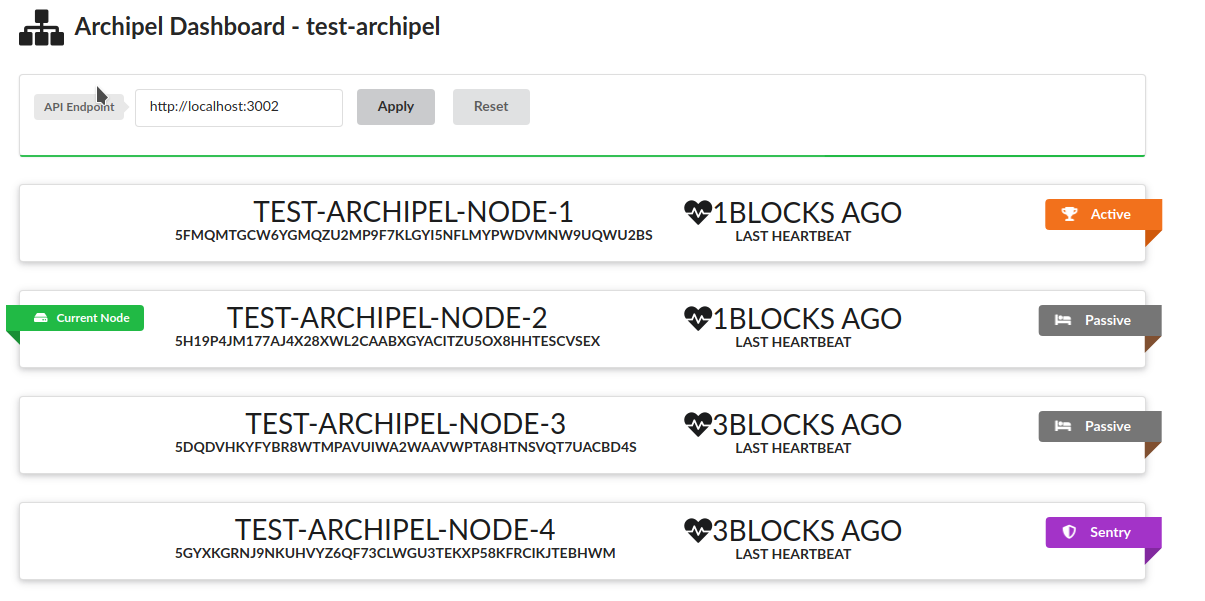 Archipel Dashboard - test-archipel
API Endpoint http://localhost:3002 Apply Reset
TEST-ARCHIPEL-NODE-1 1BLOCKS AGO Active
5FMQMTGCW6YGMQZU2MP9F7KLGYI5NFLMYPWDVMNW9UQWU2BS LAST HEARTBEAT
Current Node TEST-ARCHIPEL-NODE-2 1BLOCKS AGO Passive
5H19P4JM177AJ4X28XWL2CAABXGYACITZU5OX8HHTESCVSEX LAST HEARTBEAT
TEST-ARCHIPEL-NODE-3 3BLOCKS AGO Passive
5DQDVHKYFYBR8WTMPAVUIWA2WAAVWPTA8HTNSVQT7UACBD4S LAST HEARTBEAT
TEST-ARCHIPEL-NODE-4 3BLOCKS AGO Sentry
5GYXKGRNJ9NKUHVYZ6QF73CLWGU3TEKXP58KFRCIKJTEBHWM LAST HEARTBEAT